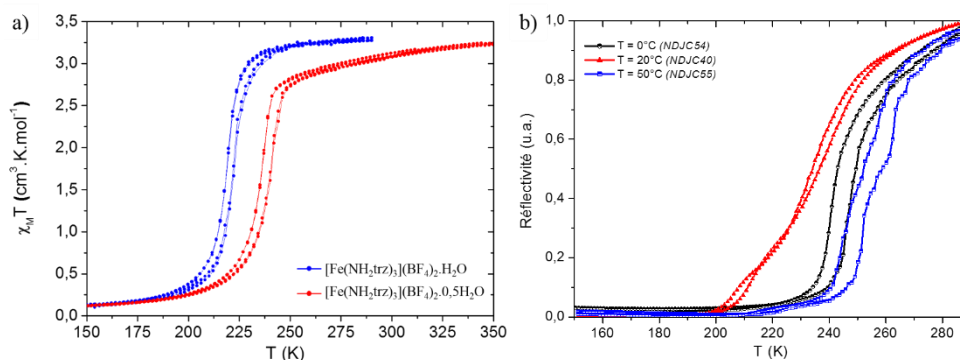 a)
χMT (cm³.K.mol⁻¹)
3,5
3,0
2,5
2,0
1,5
1,0
0,5
0,0
[Fe(NH2trz)3](BF4)2.H2O
[Fe(NH2trz)3](BF4)2.0,5H2O
150 175 200 225 250 275 300 325 350
T (K)
b)
Réflectivité (u.a.)
1,0
0,8
0,6
0,4
0,2
0,0
T = 0°C (NDJC54)
T = 20°C (NDJC40)
T = 50°C (NDJC55)
160 180 200 220 240 260 280
T (K)